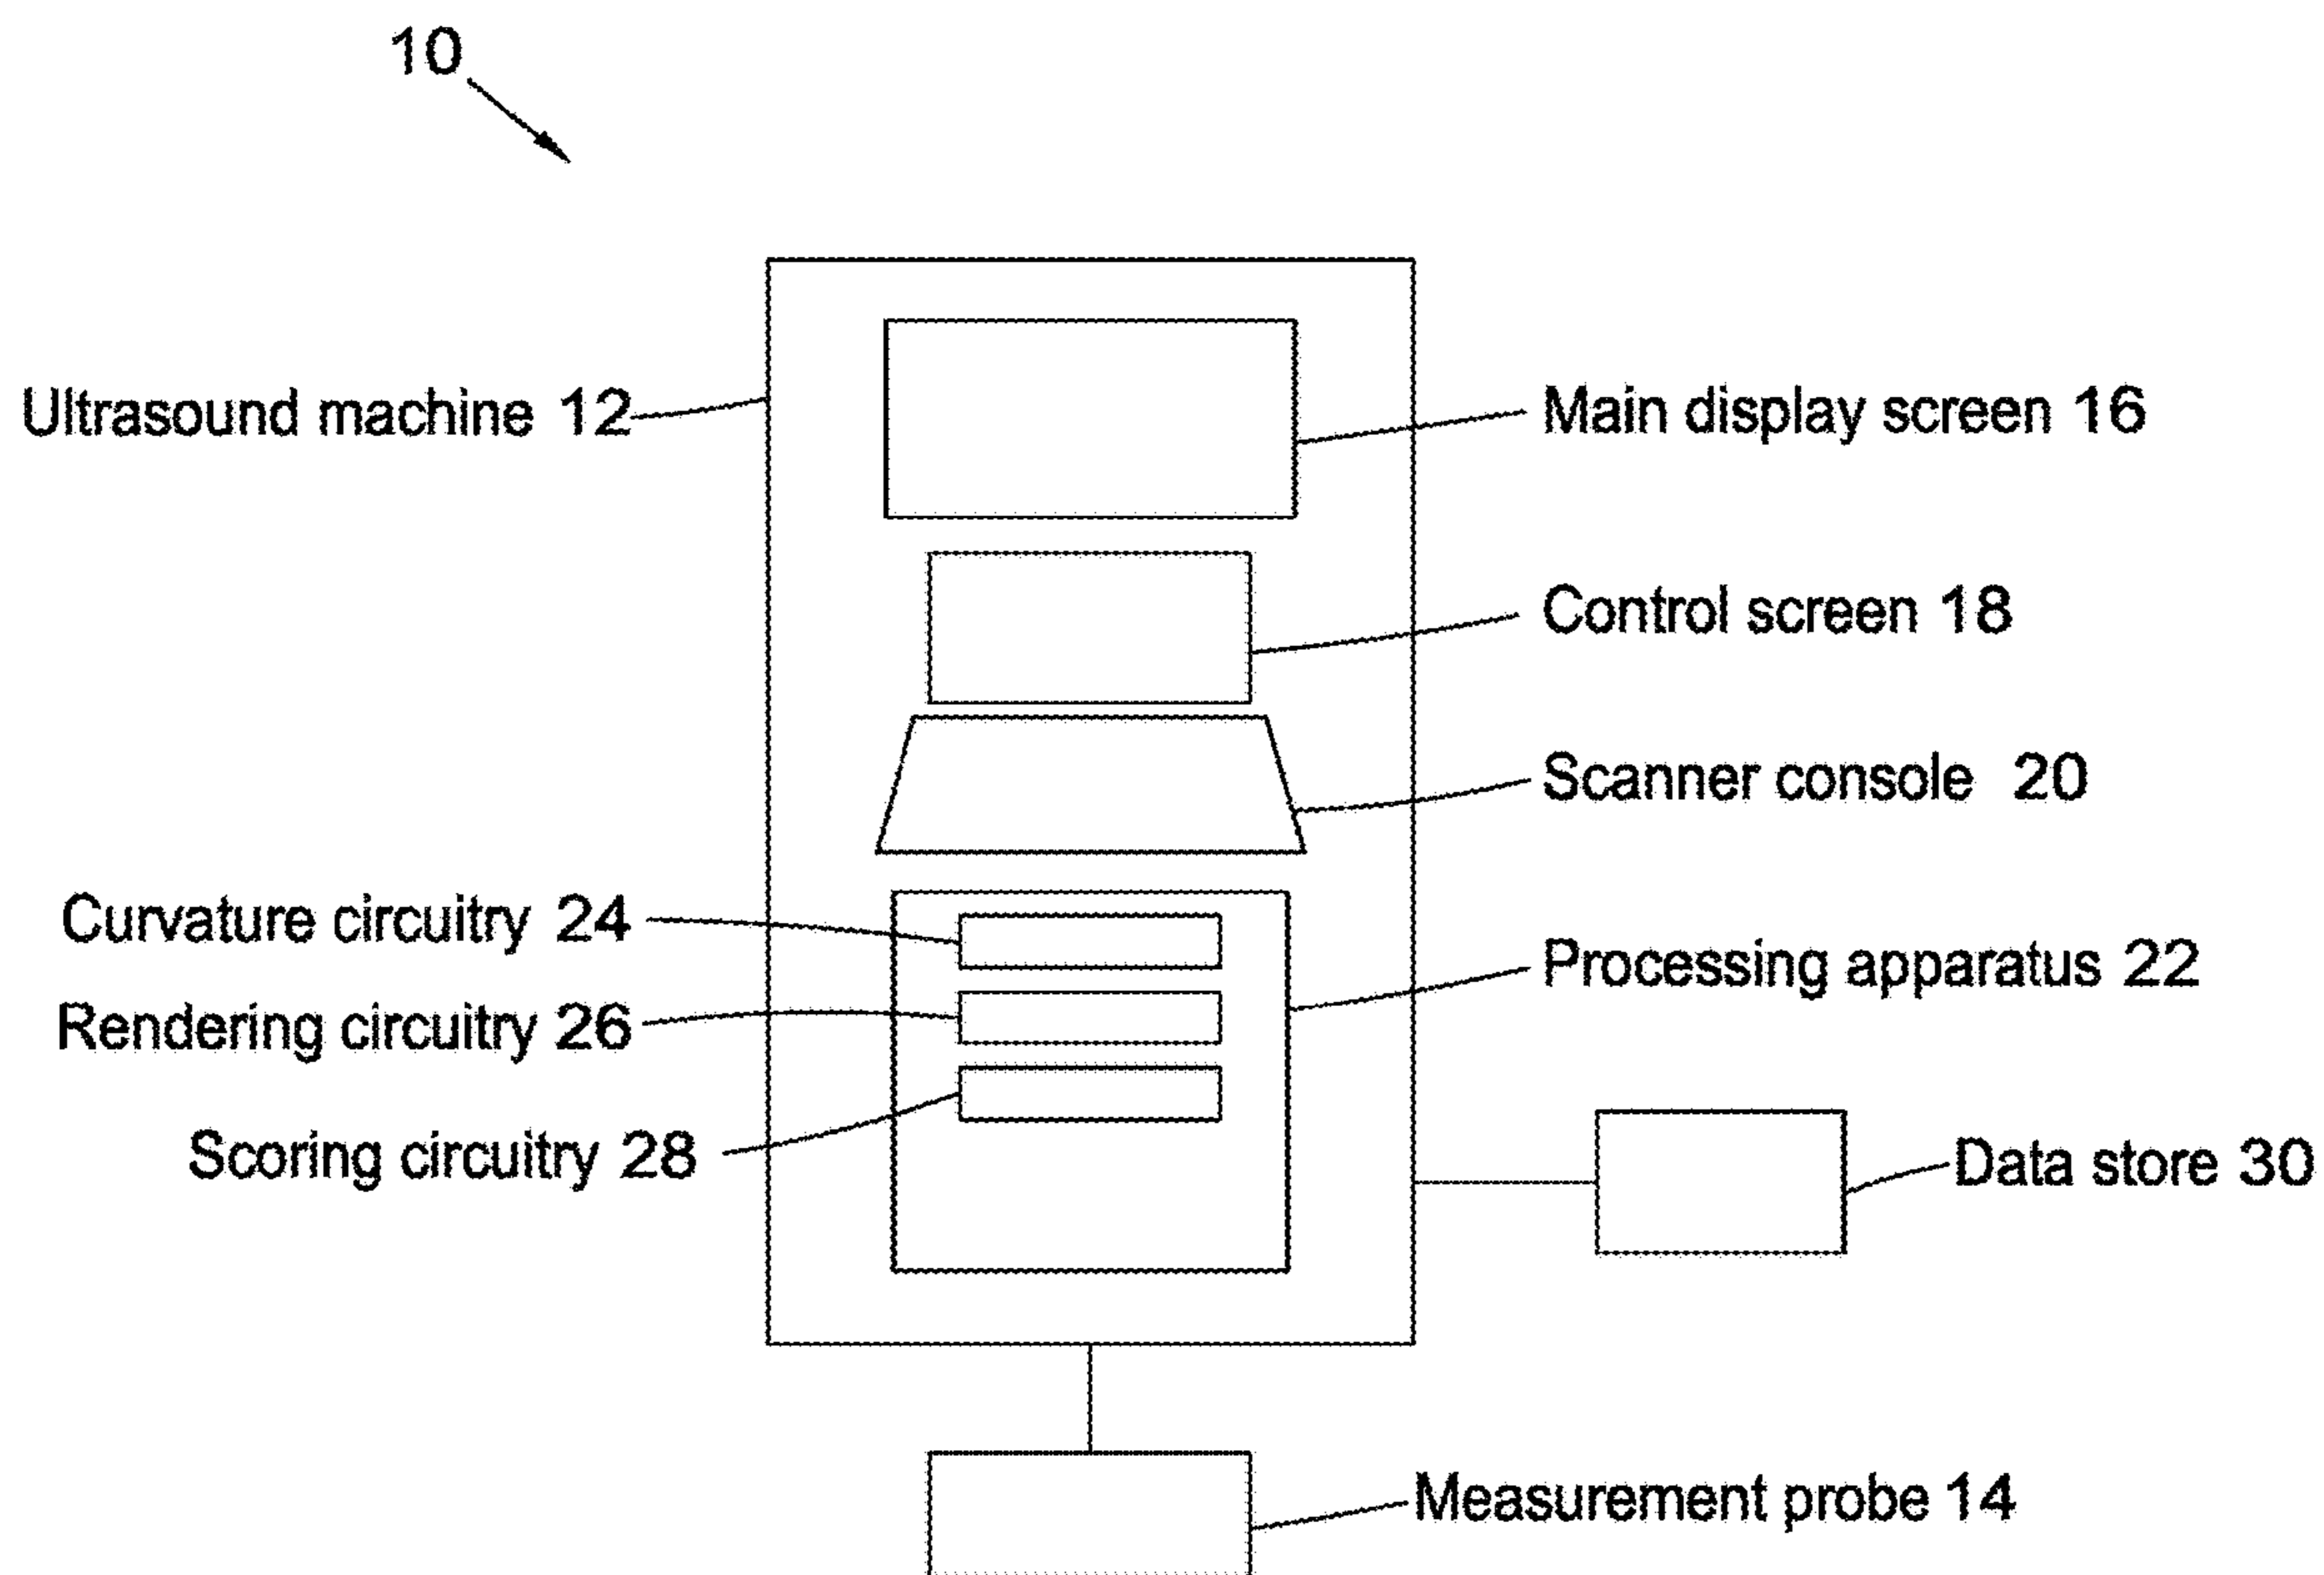 10
Ultrasound machine 12
Main display screen 16
Control screen 18
Scanner console 20
Curvature circuitry 24
Processing apparatus 22
Rendering circuitry 26
Scoring circuitry 28
Data store 30
Measurement probe 14